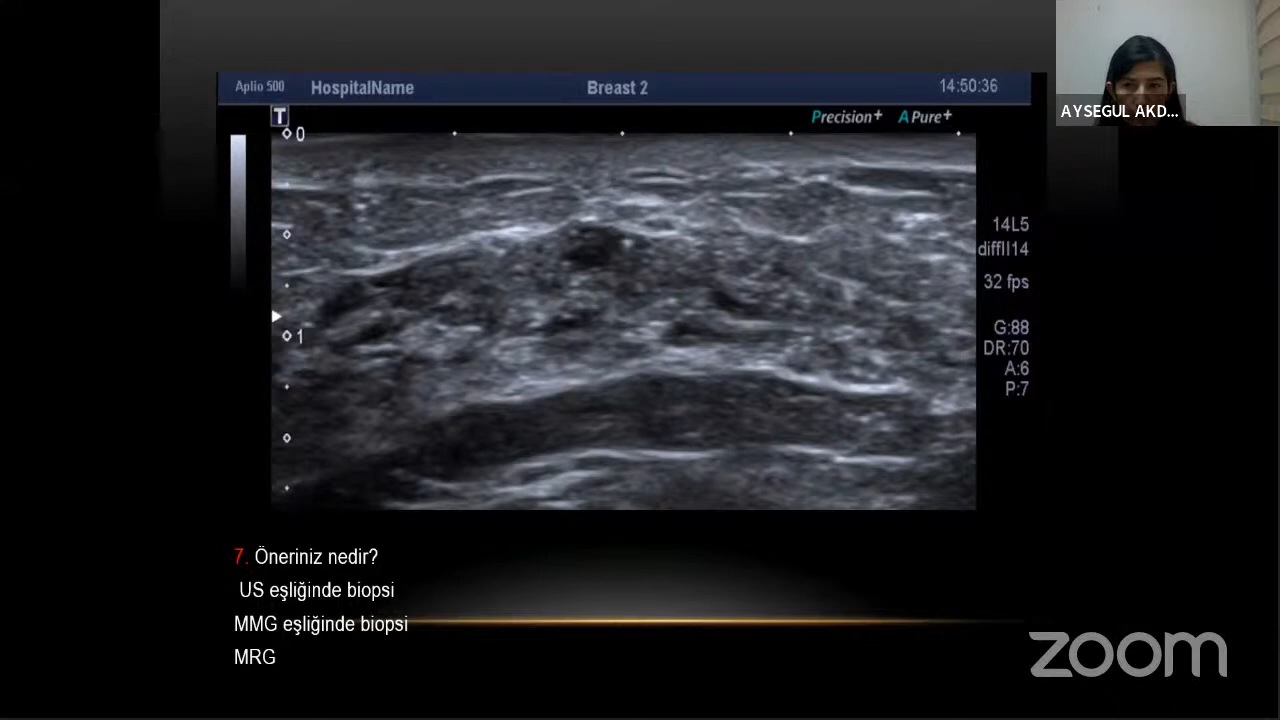 Aplio 500 HospitalName Breast 2 14:50:36
T
Precision+ APure+
0
1
14L5
diffII14
32 fps
G:88
DR:70
A:6
P:7
AYSEGUL AKD...
7. Öneriniz nedir?
US eşliğinde biopsi
MMG eşliğinde biopsi
MRG
zoom